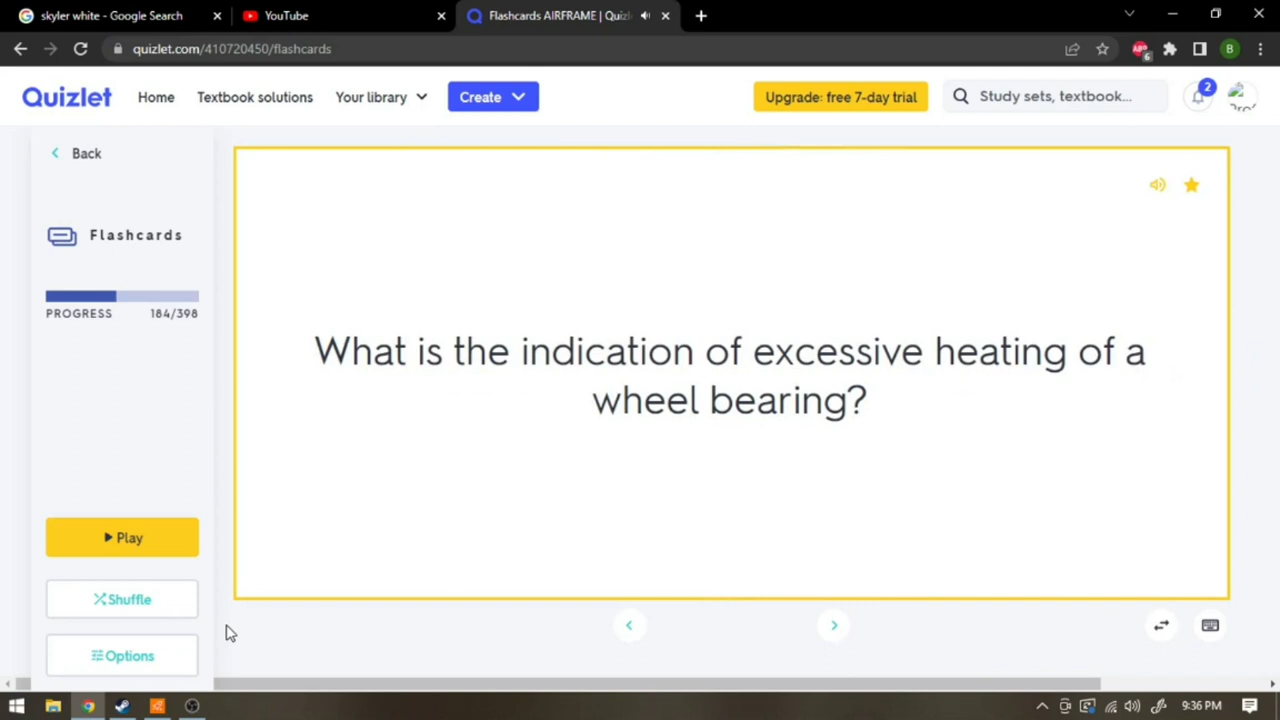 skyler white - Google Search
YouTube
Flashcards AIRFRAME | Quizl
quizlet.com/410720450/flashcards
ABP
6
B
Quizlet
Home
Textbook solutions
Your library
Create
Upgrade: free 7-day trial
Study sets, textbook...
2
Back
Flashcards
PROGRESS 184/398
What is the indication of excessive heating of a
wheel bearing?
Play
Shuffle
Options
9:36 PM